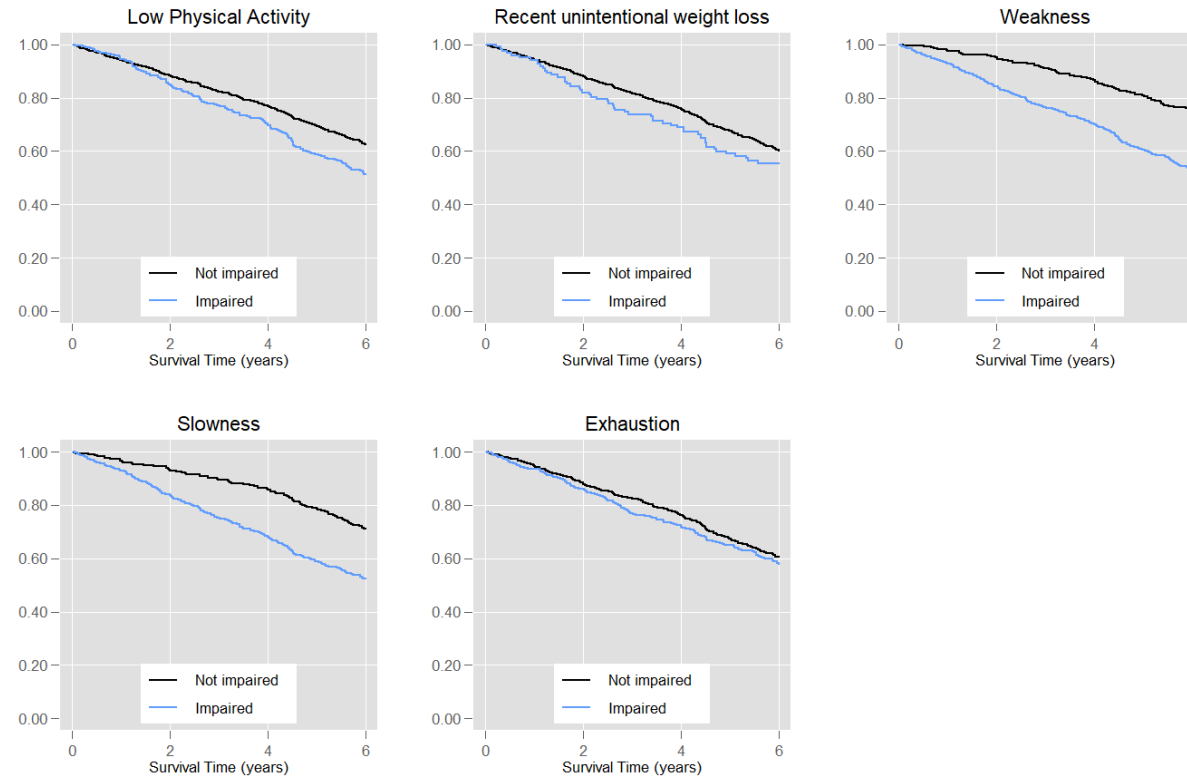 Low Physical Activity
1.00
0.80
0.60
0.40
0.20
0.00
Not impaired
Impaired
0 2 4 6
Survival Time (years)
Recent unintentional weight loss
1.00
0.80
0.60
0.40
0.20
0.00
Not impaired
Impaired
0 2 4 6
Survival Time (years)
Weakness
1.00
0.80
0.60
0.40
0.20
0.00
Not impaired
Impaired
0 2 4
Survival Time (years)
Slowness
1.00
0.80
0.60
0.40
0.20
0.00
Not impaired
Impaired
0 2 4 6
Survival Time (years)
Exhaustion
1.00
0.80
0.60
0.40
0.20
0.00
Not impaired
Impaired
0 2 4 6
Survival Time (years)